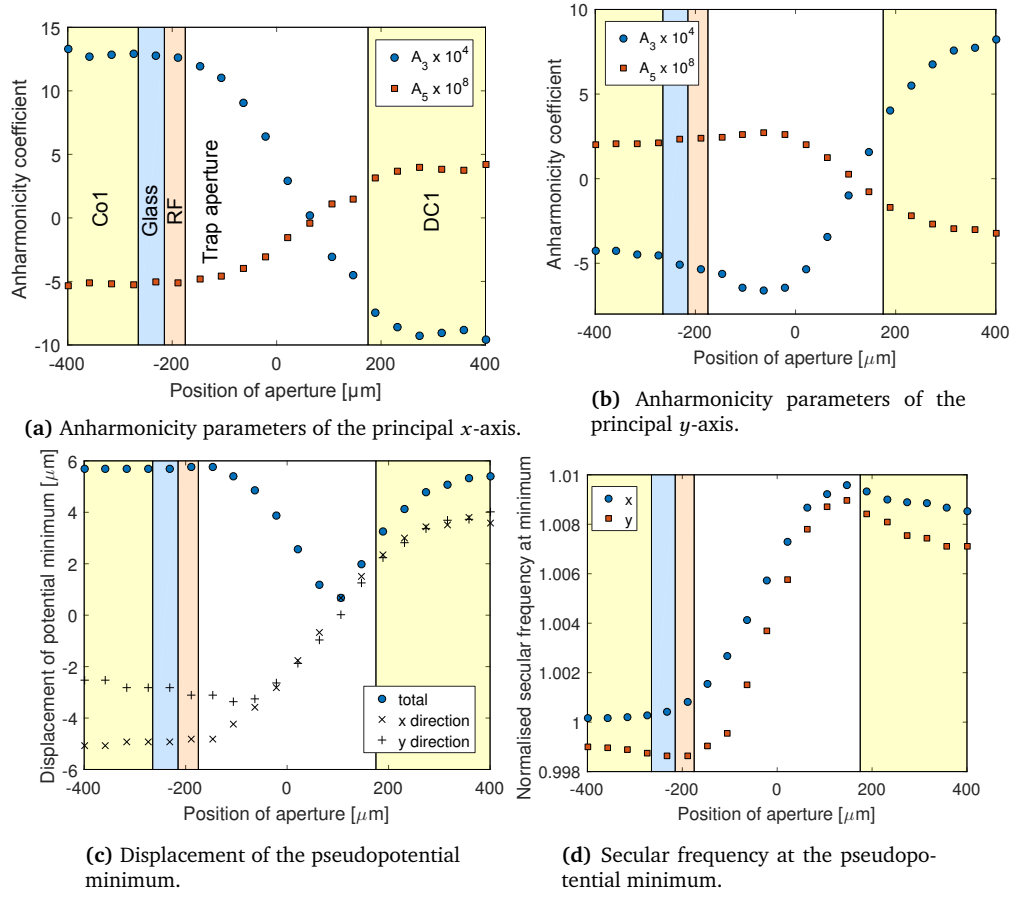 15
10
5
0
-5
-10
Anharmonicity coefficient
A3 x 10^4
A5 x 10^8
Co1
Glass
RF
Trap aperture
DC1
-400 -200 0 200 400
Position of aperture [μm]
(a) Anharmonicity parameters of the principal x-axis.
10
5
0
-5
Anharmonicity coefficient
A3 x 10^4
A5 x 10^8
-400 -200 0 200 400
Position of aperture [μm]
(b) Anharmonicity parameters of the
principal y-axis.
6
4
2
0
-2
-4
-6
Displacement of potential minimum [μm]
total
x direction
y direction
-400 -200 0 200 400
Position of aperture [μm]
(c) Displacement of the pseudopotential
minimum.
1.01
1.008
1.006
1.004
1.002
1
0.998
Normalised secular frequency at minimum
x
y
-400 -200 0 200 400
Position of aperture [μm]
(d) Secular frequency at the pseudopo-
tential minimum.